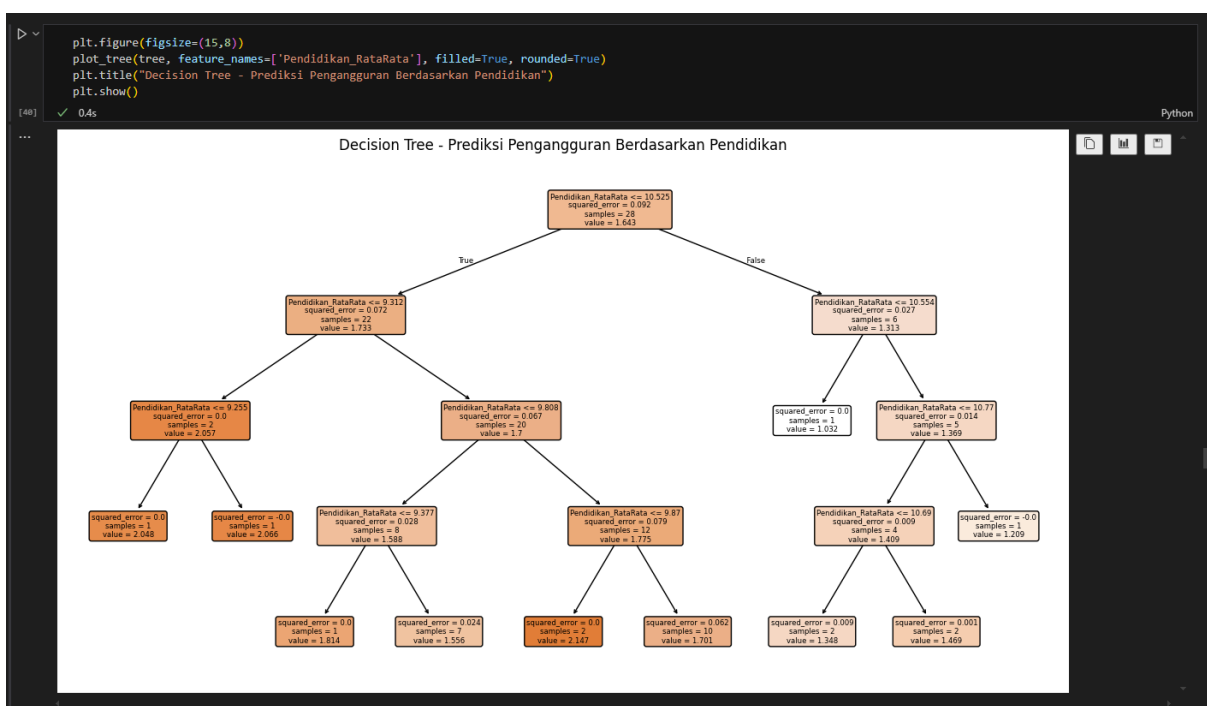 plt.figure(figsize=(15,8))
plot_tree(tree, feature_names=['Pendidikan_RataRata'], filled=True, rounded=True)
plt.title("Decision Tree - Prediksi Pengangguran Berdasarkan Pendidikan")
plt.show()
[40]
0.4s
Python
Decision Tree - Prediksi Pengangguran Berdasarkan Pendidikan
Pendidikan_RataRata <= 10.525
squared_error = 0.092
samples = 28
value = 1.643
True
False
Pendidikan_RataRata <= 9.312
squared_error = 0.072
samples = 22
value = 1.733
Pendidikan_RataRata <= 10.554
squared_error = 0.027
samples = 6
value = 1.313
Pendidikan_RataRata <= 9.255
squared_error = 0.0
samples = 2
value = 2.057
Pendidikan_RataRata <= 9.808
squared_error = 0.067
samples = 20
value = 1.7
squared_error = 0.0
samples = 1
value = 1.032
Pendidikan_RataRata <= 10.77
squared_error = 0.014
samples = 5
value = 1.369
squared_error = 0.0
samples = 1
value = 2.048
squared_error = -0.0
samples = 1
value = 2.066
Pendidikan_RataRata <= 9.377
squared_error = 0.028
samples = 8
value = 1.588
Pendidikan_RataRata <= 9.87
squared_error = 0.079
samples = 12
value = 1.775
Pendidikan_RataRata <= 10.69
squared_error = 0.009
samples = 4
value = 1.409
squared_error = -0.0
samples = 1
value = 1.209
squared_error = 0.0
samples = 1
value = 1.814
squared_error = 0.024
samples = 7
value = 1.556
squared_error = 0.0
samples = 2
value = 2.147
squared_error = 0.062
samples = 10
value = 1.701
squared_error = 0.009
samples = 2
value = 1.348
squared_error = 0.001
samples = 2
value = 1.469